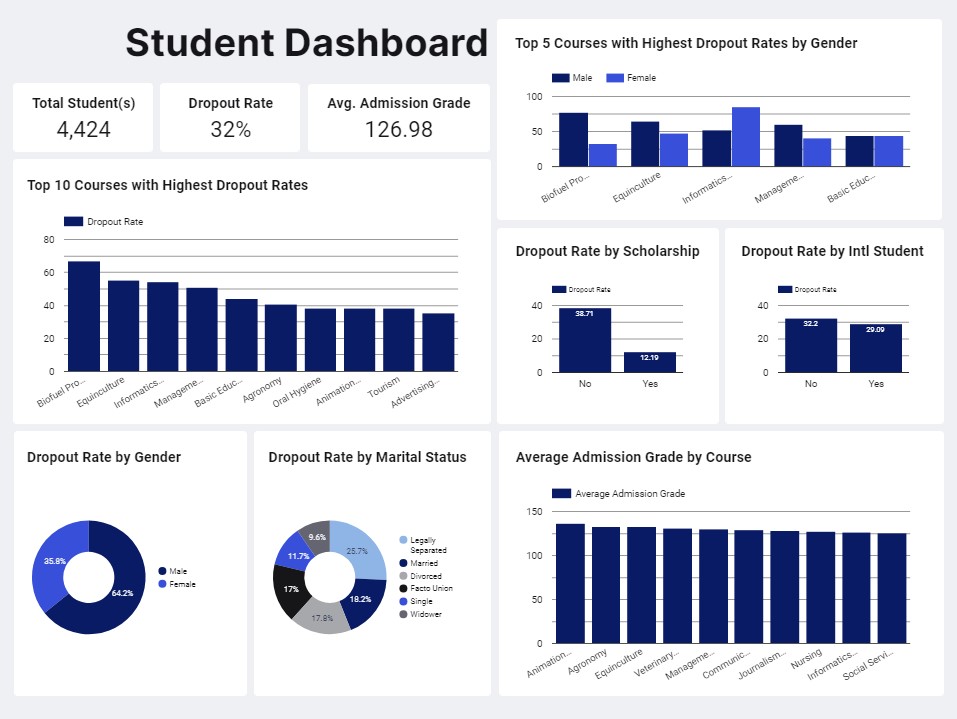 Student Dashboard
Total Student(s)
4,424
Dropout Rate
32%
Avg. Admission Grade
126.98
Top 5 Courses with Highest Dropout Rates by Gender
Male
Female
100
50
0
Biofuel Pro...
Equinculture
Informatics...
Manageme...
Basic Educ...
Top 10 Courses with Highest Dropout Rates
Dropout Rate
80
60
40
20
0
Biofuel Pro...
Equinculture
Informatics...
Manageme...
Basic Educ...
Agronomy
Oral Hygiene
Animation...
Tourism
Advertising...
Dropout Rate by Scholarship
Dropout Rate
40
20
0
38.71
12.19
No
Yes
Dropout Rate by Intl Student
Dropout Rate
40
20
0
32.2
29.09
No
Yes
Dropout Rate by Gender
35.8%
64.2%
Male
Female
Dropout Rate by Marital Status
9.6%
25.7%
11.7%
17%
18.2%
17.8%
Legally
Separated
Married
Divorced
Facto Union
Single
Widower
Average Admission Grade by Course
Average Admission Grade
150
100
50
0
Animation...
Agronomy
Equinculture
Veterinary...
Manageme...
Communic...
Journalism...
Nursing
Informatics...
Social Servi...